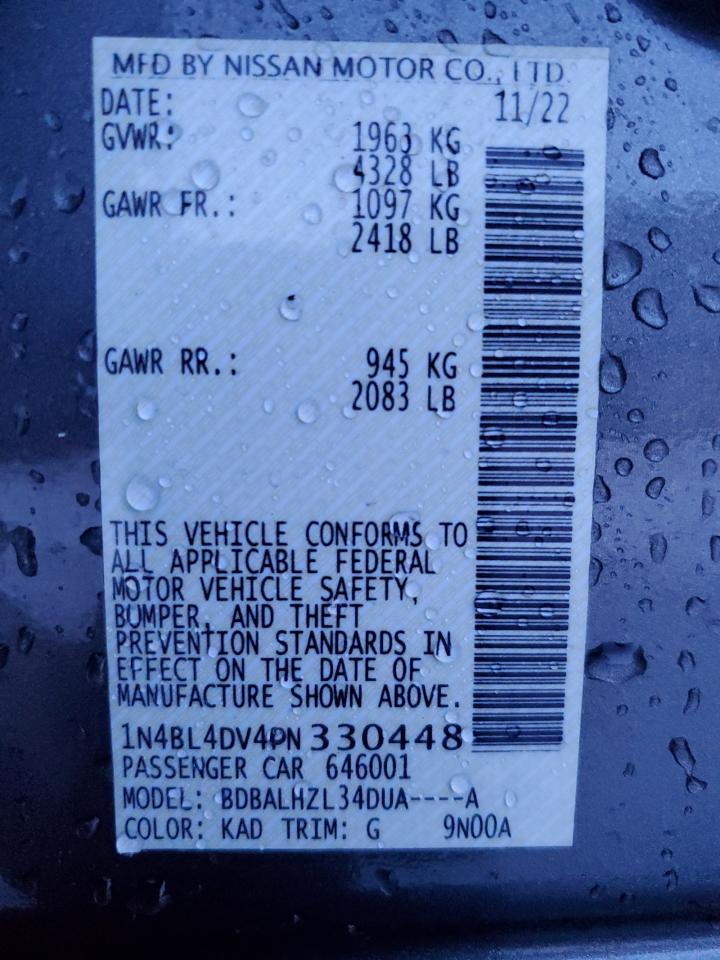 MFD BY NISSAN MOTOR CO., LTD.
DATE: 11/22
GVWR: 1963 KG
4328 LB
GAWR FR.: 1097 KG
2418 LB
GAWR RR.: 945 KG
2083 LB
THIS VEHICLE CONFORMS TO
ALL APPLICABLE FEDERAL
MOTOR VEHICLE SAFETY,
BUMPER, AND THEFT
PREVENTION STANDARDS IN
EFFECT ON THE DATE OF
MANUFACTURE SHOWN ABOVE.
1N4BL4DV4PN330448
PASSENGER CAR 646001
MODEL: BDBALHZL34DUA----A
COLOR: KAD TRIM: G 9N00A